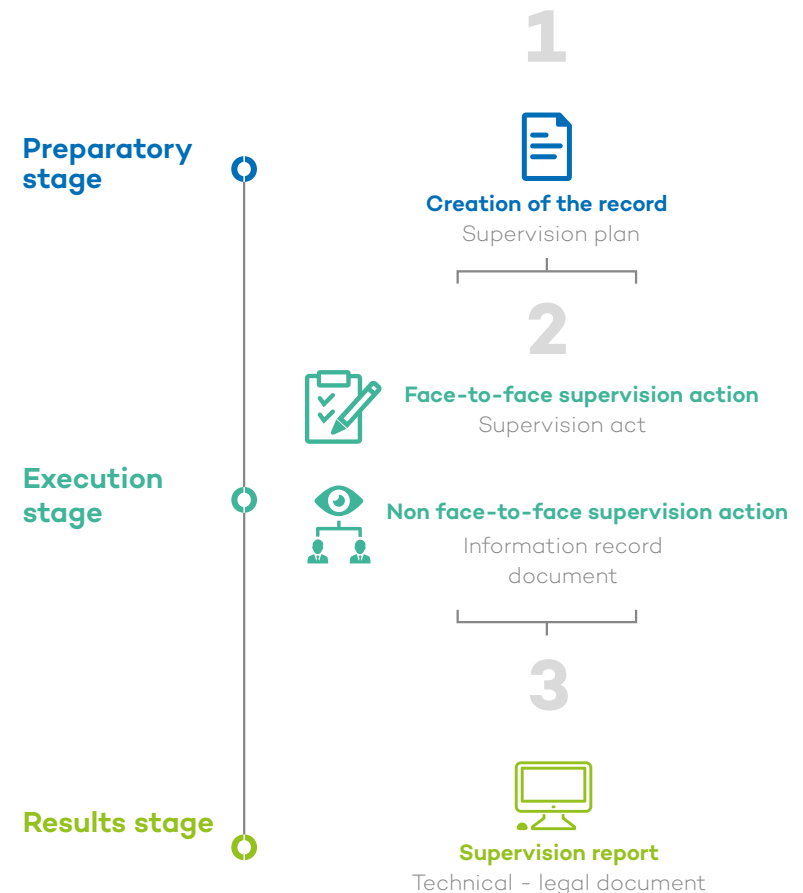 1
Preparatory
stage
Creation of the record
Supervision plan
2
Face-to-face supervision action
Supervision act
Execution
stage
Non face-to-face supervision action
Information record
document
3
Results stage
Supervision report
Technical - legal document